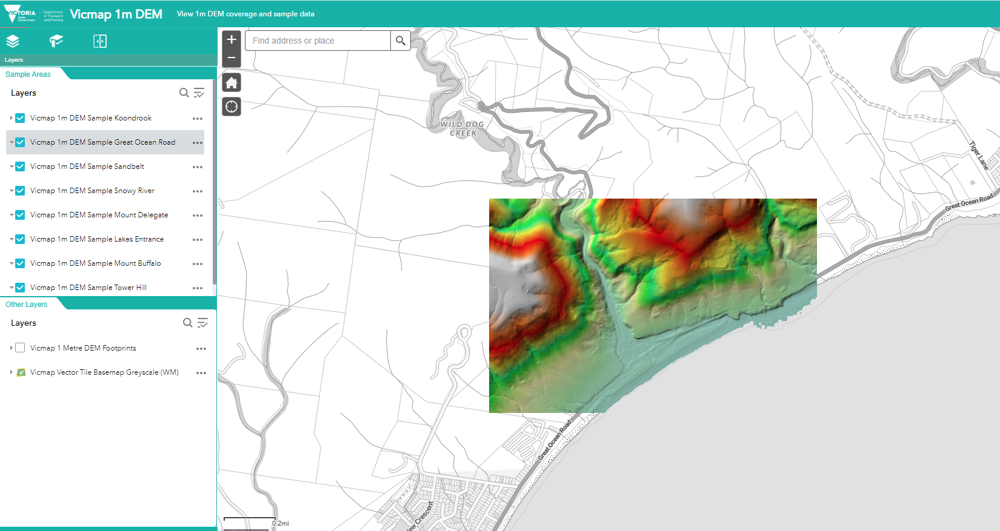 VICTORIA
State
Government
Department
of Transport
and Planning
Vicmap 1m DEM
View 1m DEM coverage and sample data
Layers
Sample Areas
Layers
Vicmap 1m DEM Sample Koondrook
Vicmap 1m DEM Sample Great Ocean Road
Vicmap 1m DEM Sample Sandbelt
Vicmap 1m DEM Sample Snowy River
Vicmap 1m DEM Sample Mount Delegate
Vicmap 1m DEM Sample Lakes Entrance
Vicmap 1m DEM Sample Mount Buffalo
Vicmap 1m DEM Sample Tower Hill
Other Layers
Layers
Vicmap 1 Metre DEM Footprints
Vicmap Vector Tile Basemap Greyscale (WM)
+
Find address or place
−
WILD DOG
CREEK
Tiger Lane
Great Ocean Road
Great Ocean Road
iew Crescent
0.2mi